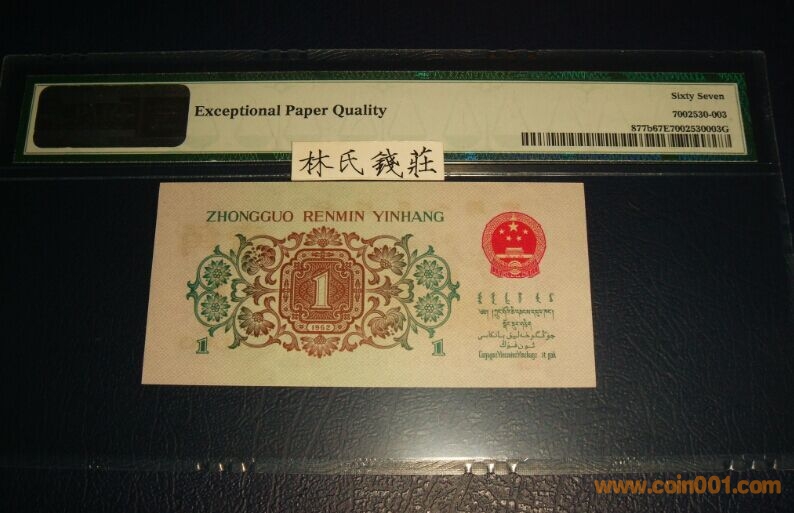 Exceptional Paper Quality
Sixty Seven
7002530-003
877b67E7002530003G
林氏錢莊
ZHONGGUO RENMIN YINHANG
1
(1962)
1
1
www.coin001.com